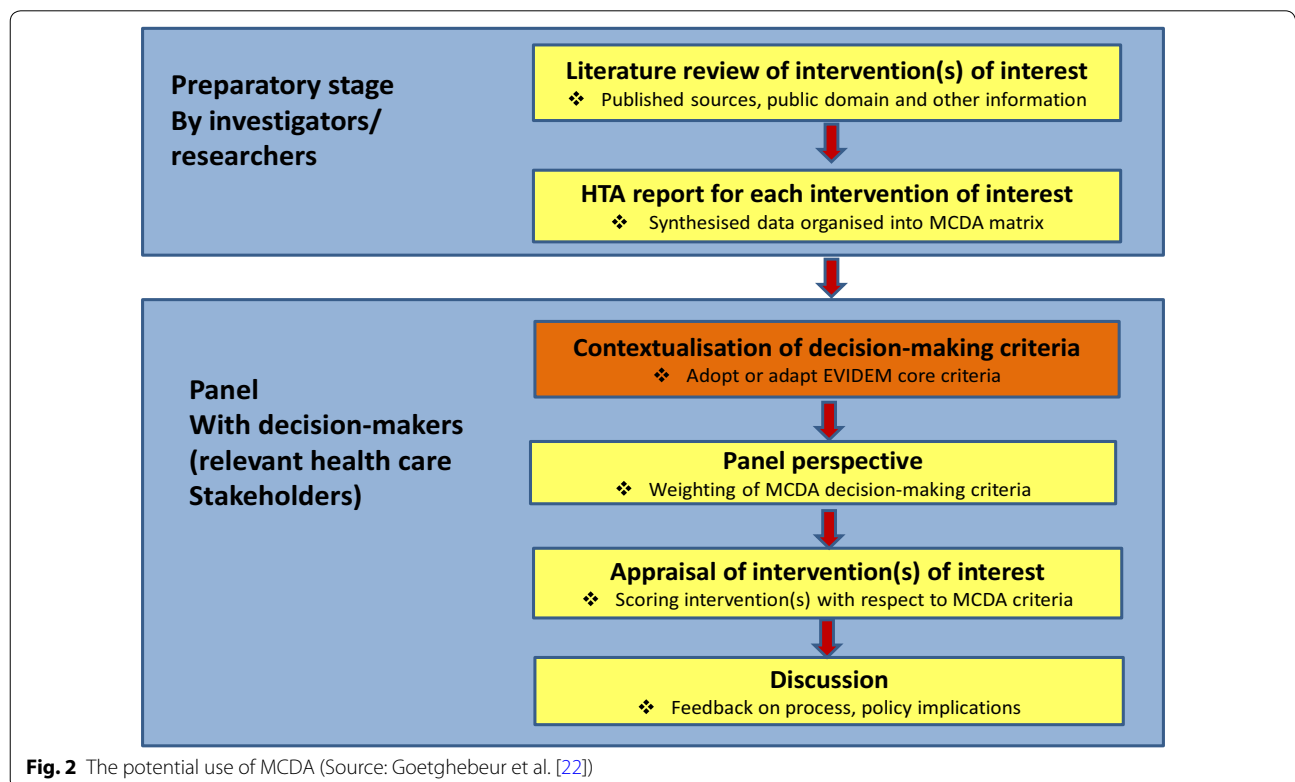 Preparatory stage
By investigators/
researchers
Literature review of intervention(s) of interest
❖ Published sources, public domain and other information
HTA report for each intervention of interest
❖ Synthesised data organised into MCDA matrix
Panel
With decision-makers
(relevant health care
Stakeholders)
Contextualisation of decision-making criteria
❖ Adopt or adapt EVIDEM core criteria
Panel perspective
❖ Weighting of MCDA decision-making criteria
Appraisal of intervention(s) of interest
❖ Scoring intervention(s) with respect to MCDA criteria
Discussion
❖ Feedback on process, policy implications
Fig. 2 The potential use of MCDA (Source: Goetghebeur et al. [22])